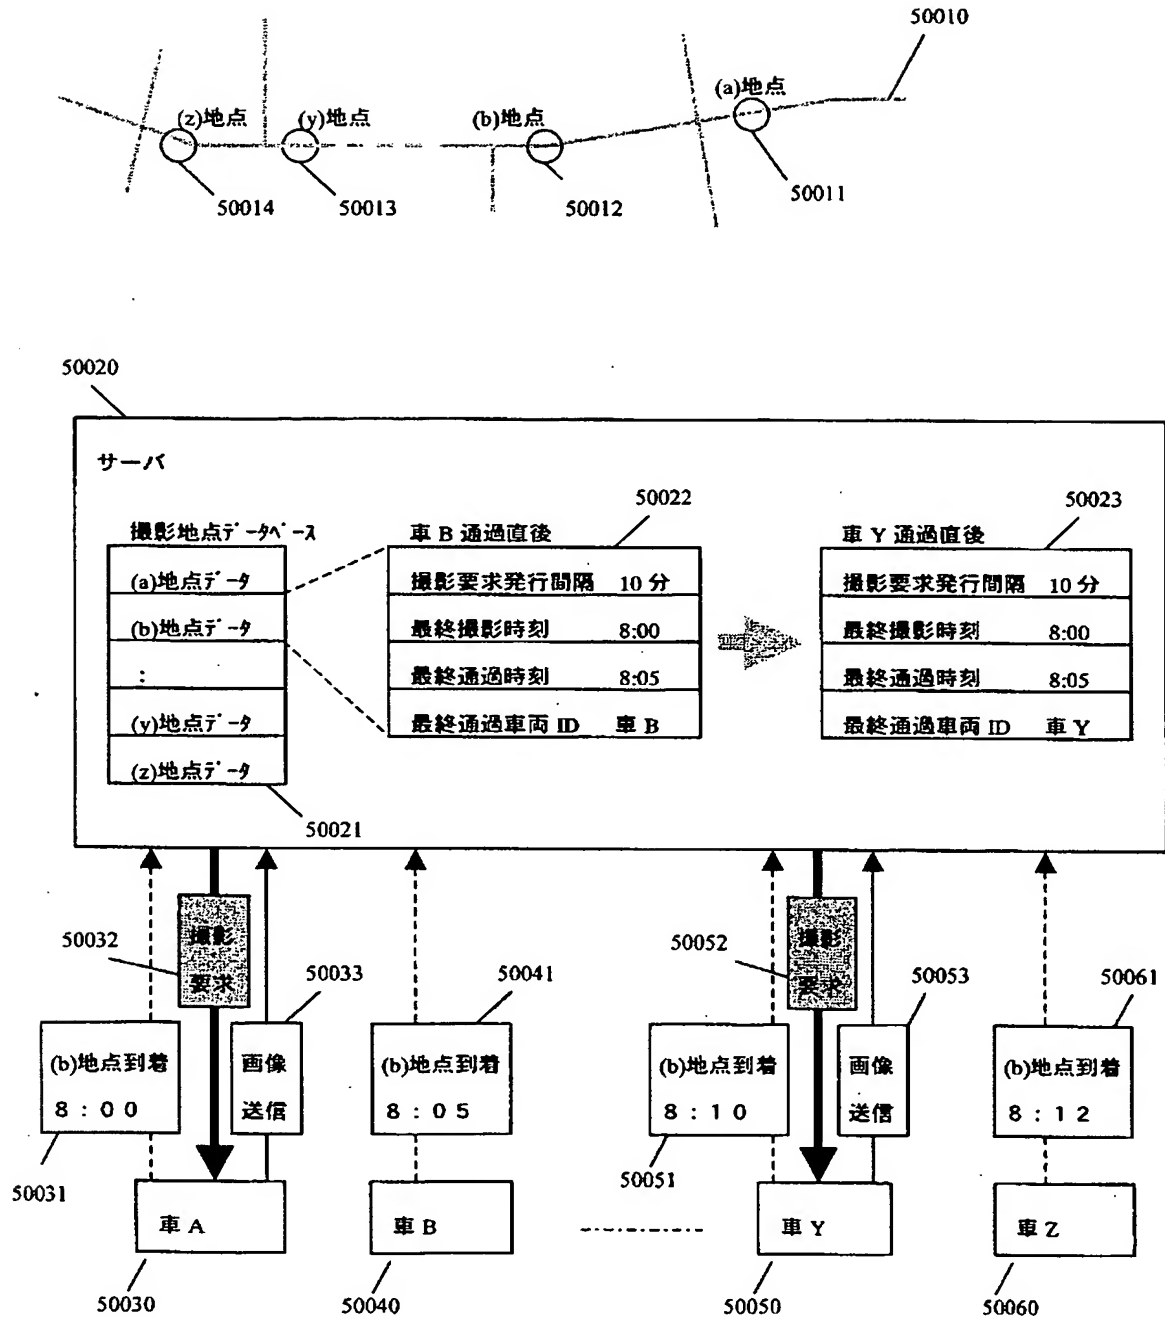 50010
(a)地点
(z)地点
(y)地点
(b)地点
50014
50013
50012
50011
50020
サーバ
50022
50023
撮影地点データベース
車 B 通過直後
車 Y 通過直後
(a)地点データ
(b)地点データ
:
(y)地点データ
(z)地点データ
撮影要求発行間隔 10 分
最終撮影時刻 8:00
最終通過時刻 8:05
最終通過車両 ID 車 B
撮影要求発行間隔 10 分
最終撮影時刻 8:00
最終通過時刻 8:05
最終通過車両 ID 車 Y
50021
50032
撮影
要求
50033
50041
50052
撮影
要求
50053
50061
(b)地点到着
8:00
画像
送信
(b)地点到着
8:05
(b)地点到着
8:10
画像
送信
(b)地点到着
8:12
50031
50051
車 A
車 B
車 Y
車 Z
50030
50040
50050
50060